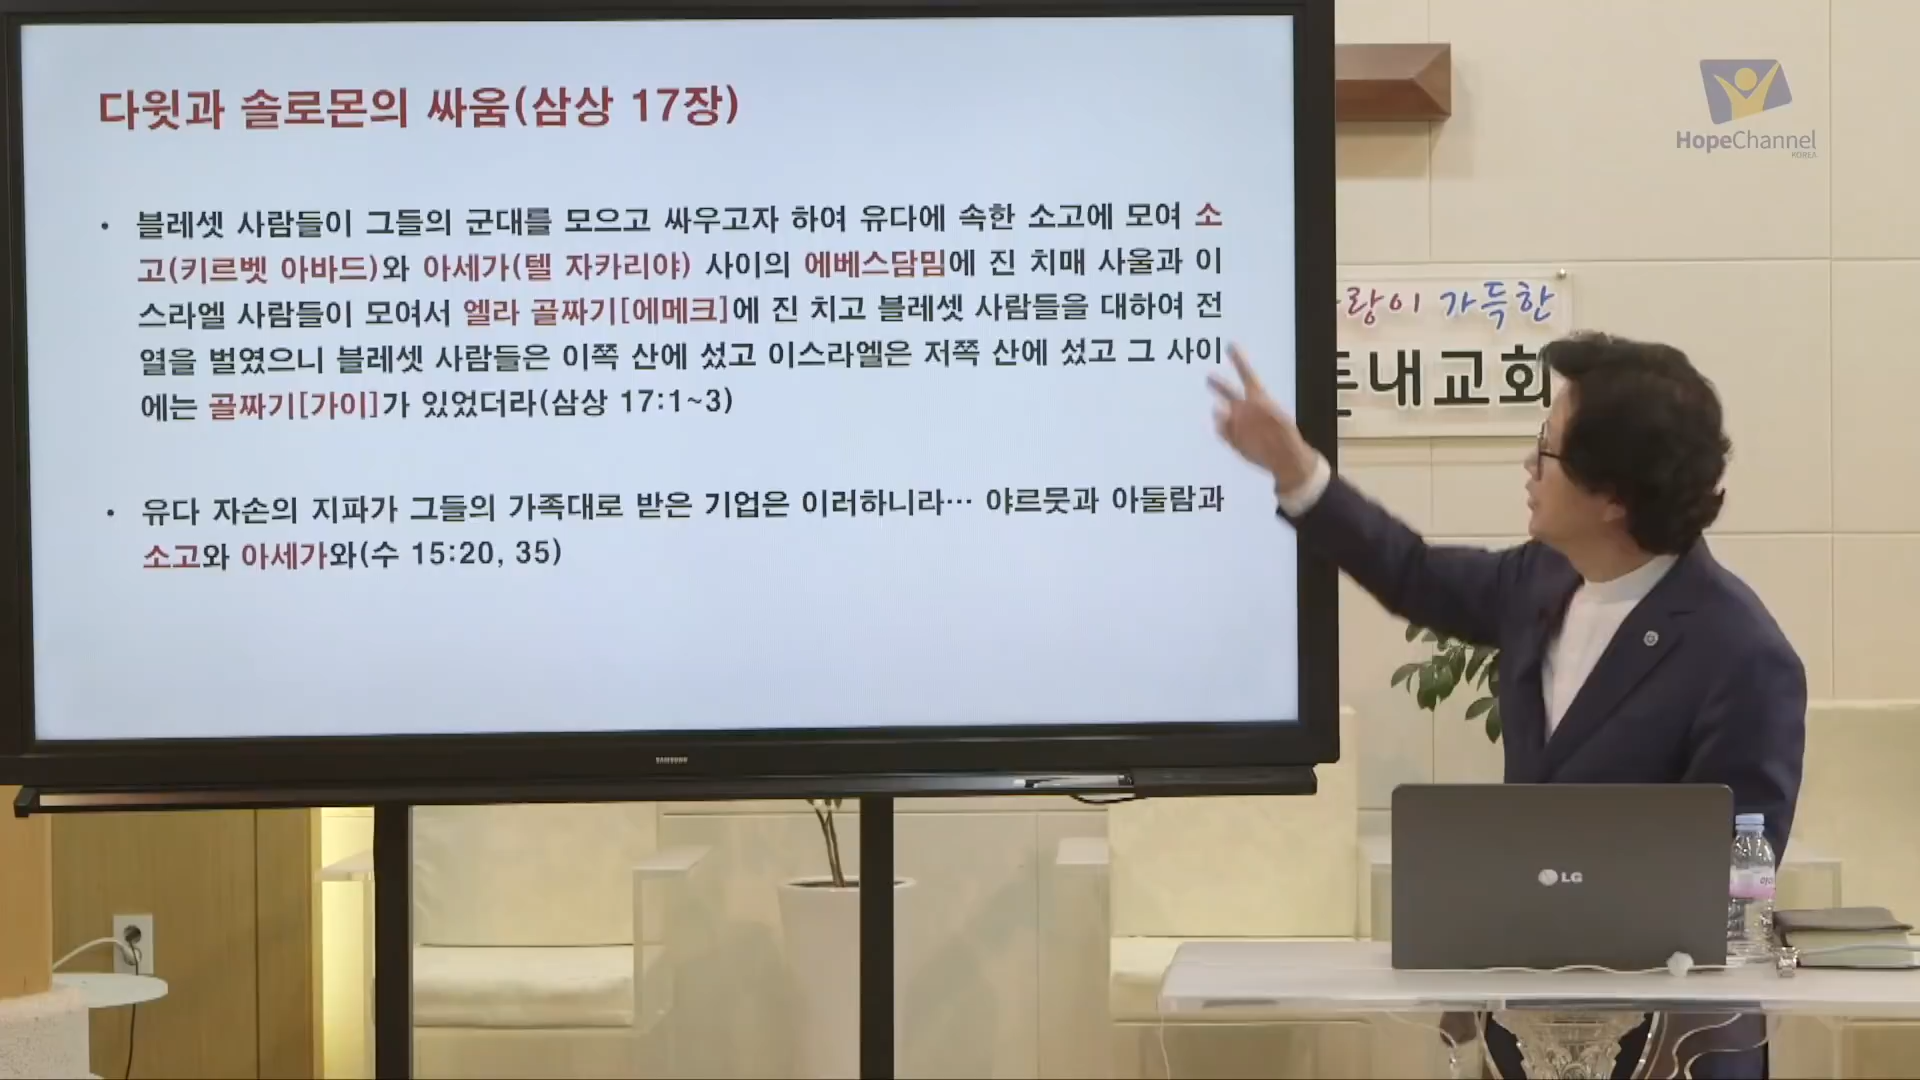 다윗과 솔로몬의 싸움(삼상 17장)
• 블레셋 사람들이 그들의 군대를 모으고 싸우고자 하여 유다에 속한 소고에 모여 소
고(키르벳 아바드)와 아세가(텔 자카리야) 사이의 에베스담밈에 진 치매 사울과 이
스라엘 사람들이 모여서 엘라 골짜기[에메크]에 진 치고 블레셋 사람들을 대하여 전
열을 벌였으니 블레셋 사람들은 이쪽 산에 섰고 이스라엘은 저쪽 산에 섰고 그 사이
에는 골짜기[가이]가 있었더라(삼상 17:1~3)
• 유다 자손의 지파가 그들의 가족대로 받은 기업은 이러하니라… 야르뭇과 아둘람과
소고와 아세가와(수 15:20, 35)
SAMSUNG
HopeChannel
KOREA
가득한
내교회
LG